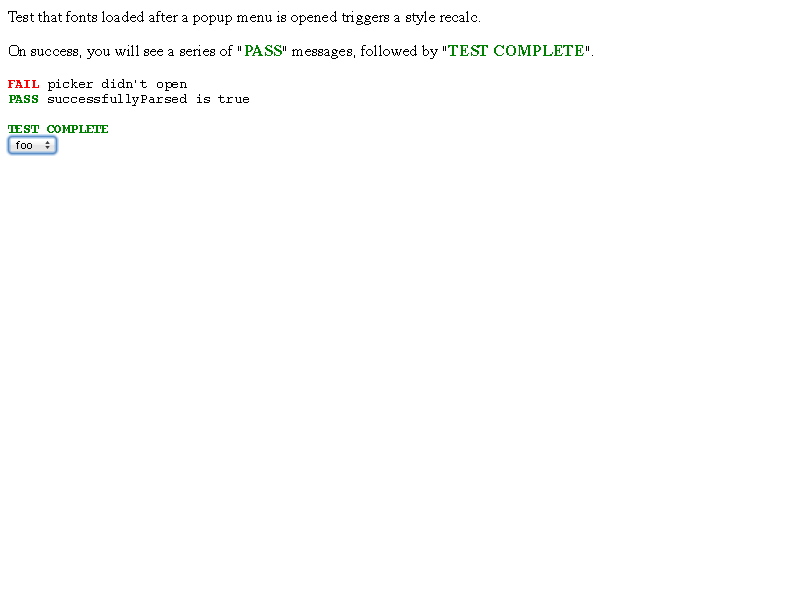 Test that fonts loaded after a popup menu is opened triggers a style recalc.
On success, you will see a series of "PASS" messages, followed by "TEST COMPLETE".
FAIL picker didn't open
PASS successfullyParsed is true
TEST COMPLETE
foo